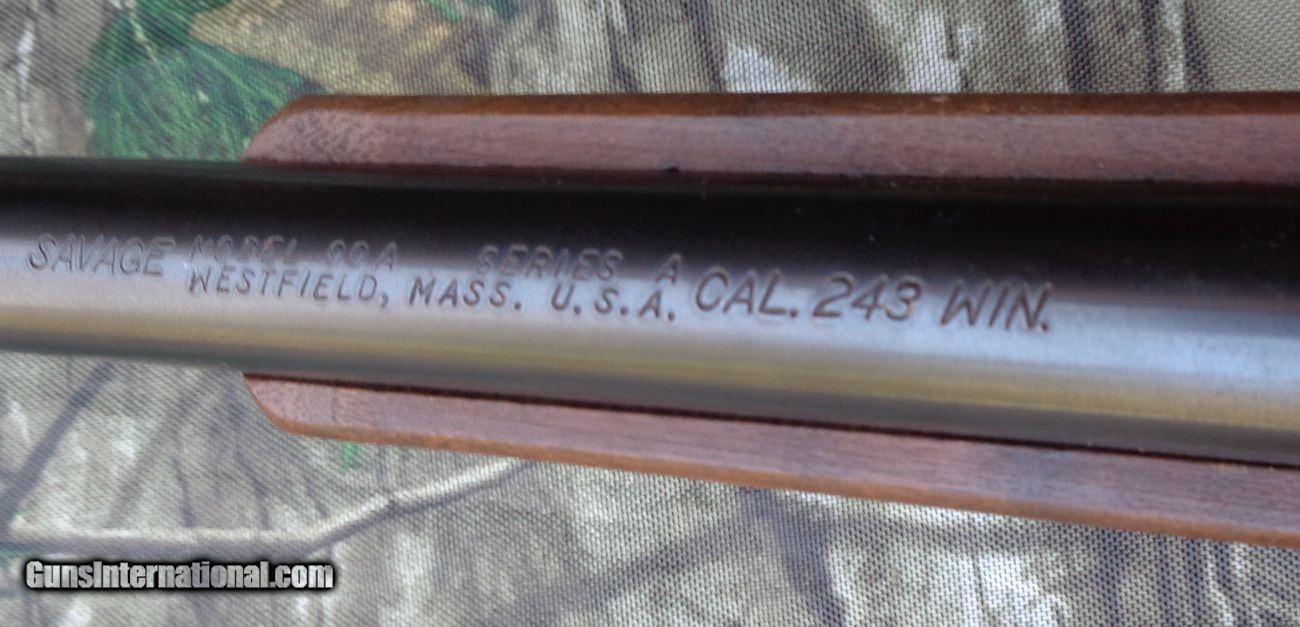 SAVAGE MODEL 99A SERIES A
WESTFIELD, MASS. U.S.A. CAL. 243 WIN.
GunsInternational.com